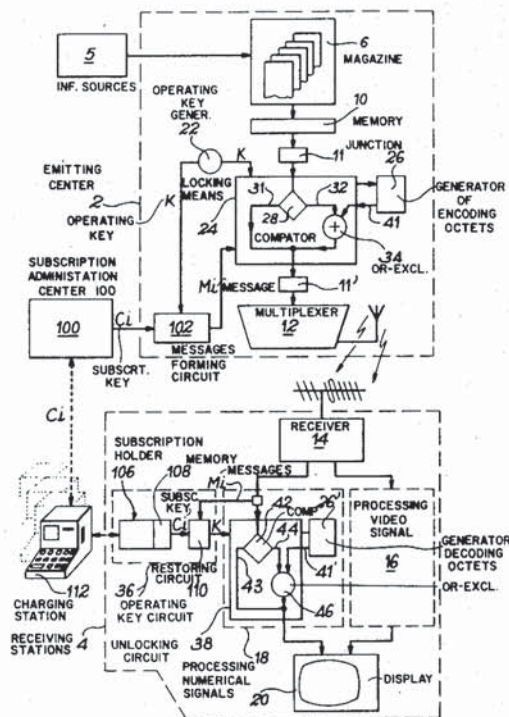 5
INF. SOURCES
6
MAGAZINE
10
MEMORY
OPERATING
KEY
GENER.
22
K
K
JUNCTION
11
LOCKING
MEANS
31
32
26
GENERATOR
OF
ENCODING
OCTETS
EMITTING
CENTER
2
OPERATING
KEY
24
28
COMPATOR
+
41
34
OR-EXCL.
SUBSCRIPTION
ADMINISTATION
CENTER 100
100
Ci
SUBSCRT.
KEY
Mi
MESSAGE
11'
102
MESSAGES
FORMING CIRCUIT
MULTIPLEXER
12
Ci
RECEIVER
14
SUBSCRIPTION
HOLDER
106
108
MEMORY
MESSAGES
Mi
SUBSC.
KEY
Ci
K
42
COMP
44
26'
43
41'
46
PROCESSING
VIDEO
SIGNAL
16
GENERATOR
DECODING
OCTETS
OR-EXCL.
112
CHARGING
STATION
RECEIVING
STATIONS
4
36
RESTORING
CIRCUIT
110
OPERATING
KEY CIRCUIT
38
UNLOCKING
CIRCUIT
18
PROCESSING
NUMERICAL
SIGNALS
20
DISPLAY